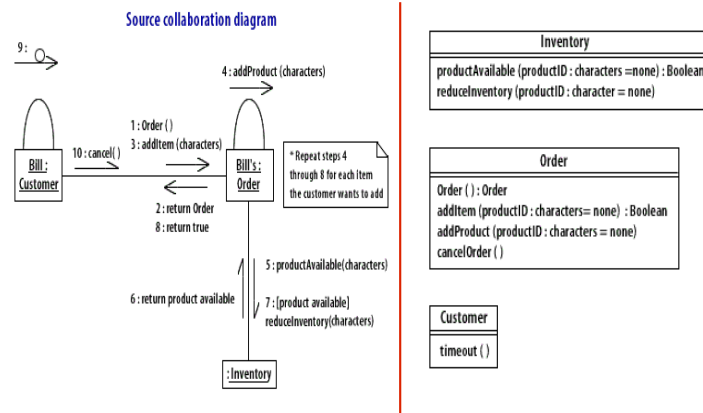 Source collaboration diagram
9 :
4 : addProduct (characters)
1 : Order ( )
3 : addItem (characters)
10 : cancel( )
Bill :
Customer
Bill's :
Order
* Repeat steps 4
through 8 for each item
the customer wants to add
2 : return Order
8 : return true
5 : productAvailable(characters)
6 : return product available
7 : [product available]
reduceInventory(characters)
: Inventory
Inventory
productAvailable (productID : characters =none) : Boolean
reduceInventory (productID : character = none)
Order
Order ( ) : Order
addItem (productID : characters= none) : Boolean
addProduct (productID : characters = none)
cancelOrder ( )
Customer
timeout ( )